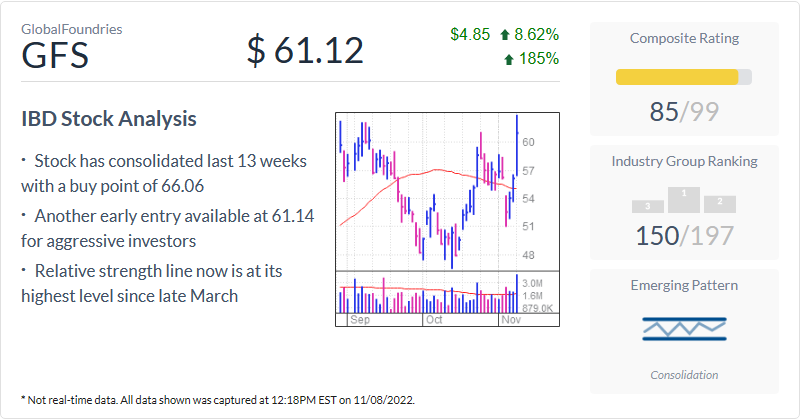 GlobalFoundries
GFS
$ 61.12
$4.85 8.62%
185%
IBD Stock Analysis
· Stock has consolidated last 13 weeks
with a buy point of 66.06
· Another early entry available at 61.14
for aggressive investors
· Relative strength line now is at its
highest level since late March
60
57
54
51
48
3.0M
1.6M
879.0K
Sep Oct Nov
Composite Rating
85/99
Industry Group Ranking
3 1 2
150/197
Emerging Pattern
Consolidation
* Not real-time data. All data shown was captured at 12:18PM EST on 11/08/2022.